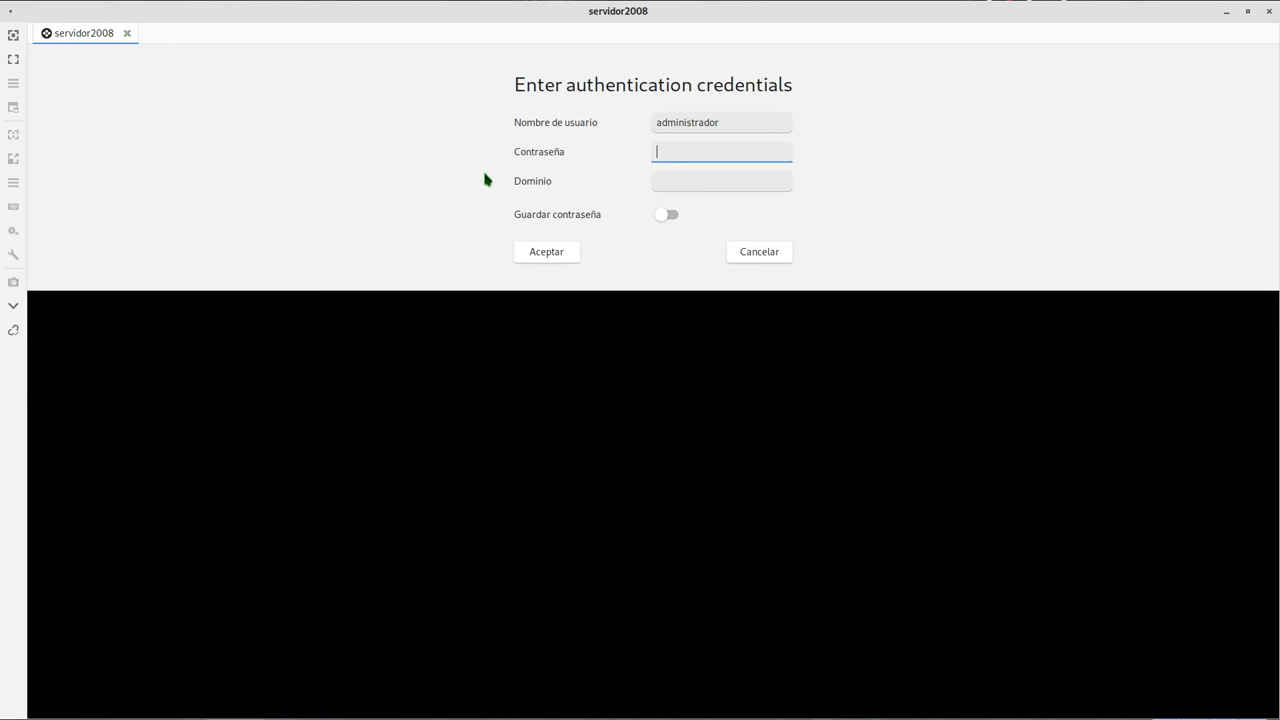 servidor2008
servidor2008
Enter authentication credentials
Nombre de usuario administrador
Contraseña
Dominio
Guardar contraseña
Aceptar Cancelar